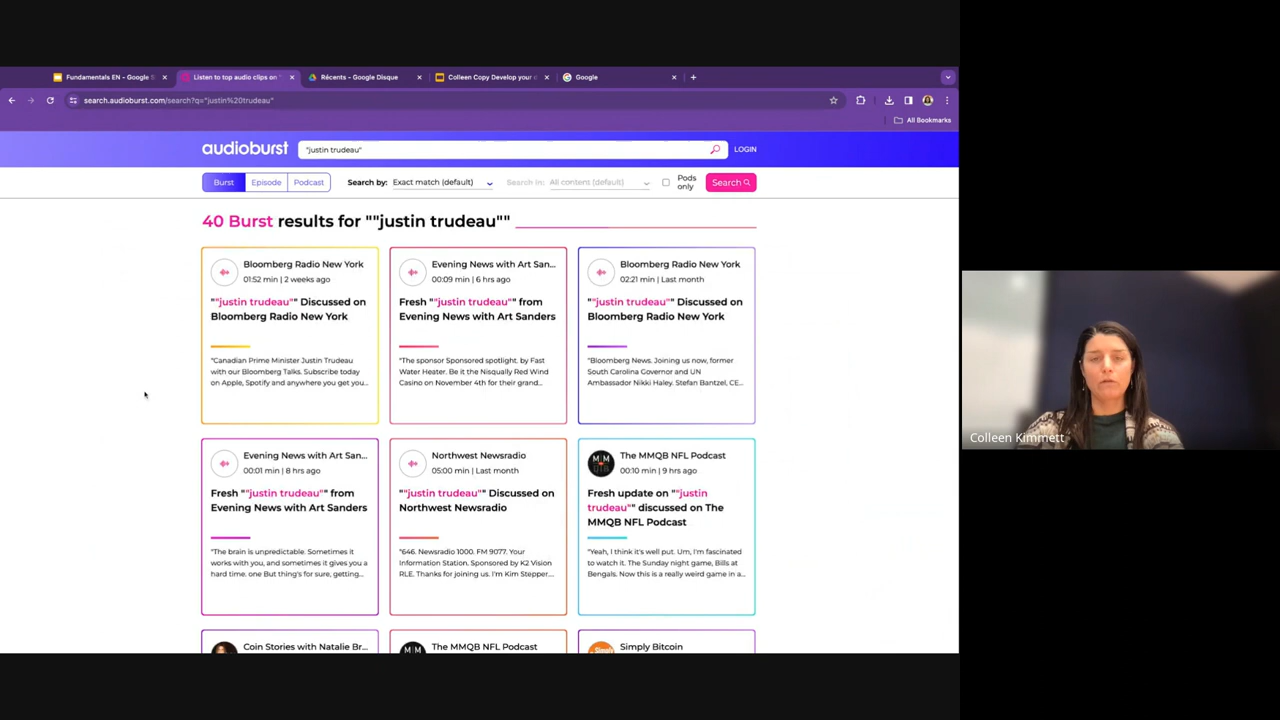 Fundamentals EN - Google S
Listen to top audio clips on "
Récents - Google Disque
Colleen Copy Develop your d
Google
search.audioburst.com/search?q="justin%20trudeau"
All Bookmarks
audioburst
"justin trudeau"
LOGIN
Burst
Episode
Podcast
Search by:
Exact match (default)
Search In:
All content (default)
Pods only
Search
40 Burst results for ""justin trudeau""
Bloomberg Radio New York
01:52 min | 2 weeks ago
""justin trudeau"" Discussed on
Bloomberg Radio New York
"Canadian Prime Minister Justin Trudeau
with our Bloomberg Talks. Subscribe today
on Apple, Spotify and anywhere you get you...
Evening News with Art San...
00:09 min | 6 hrs ago
Fresh ""justin trudeau"" from
Evening News with Art Sanders
"The sponsor Sponsored spotlight. by Fast
Water Heater. Be it the Nisqually Red Wind
Casino on November 4th for their grand...
Bloomberg Radio New York
02:21 min | Last month
""justin trudeau"" Discussed on
Bloomberg Radio New York
"Bloomberg News. Joining us now, former
South Carolina Governor and UN
Ambassador Nikki Haley. Stefan Bantzel, CE...
Evening News with Art San...
00:01 min | 8 hrs ago
Fresh ""justin trudeau"" from
Evening News with Art Sanders
"The brain is unpredictable. Sometimes it
works with you, and sometimes it gives you a
hard time. one But thing's for sure, getting...
Northwest Newsradio
05:00 min | Last month
""justin trudeau"" Discussed on
Northwest Newsradio
"646. Newsradio 1000. FM 9077. Your
Information Station. Sponsored by K2 Vision
RLE. Thanks for joining us. I'm Kim Stepper...
The MMQB NFL Podcast
00:10 min | 9 hrs ago
Fresh update on ""justin
trudeau"" discussed on The
MMQB NFL Podcast
"Yeah, I think it's well put. Um, I'm fascinated
to watch it. The Sunday night game, Bills at
Bengals. Now this is a really weird game in a...
Coin Stories with Natalie Br...
The MMQB NFL Podcast
Simply Bitcoin
Colleen Kimmett